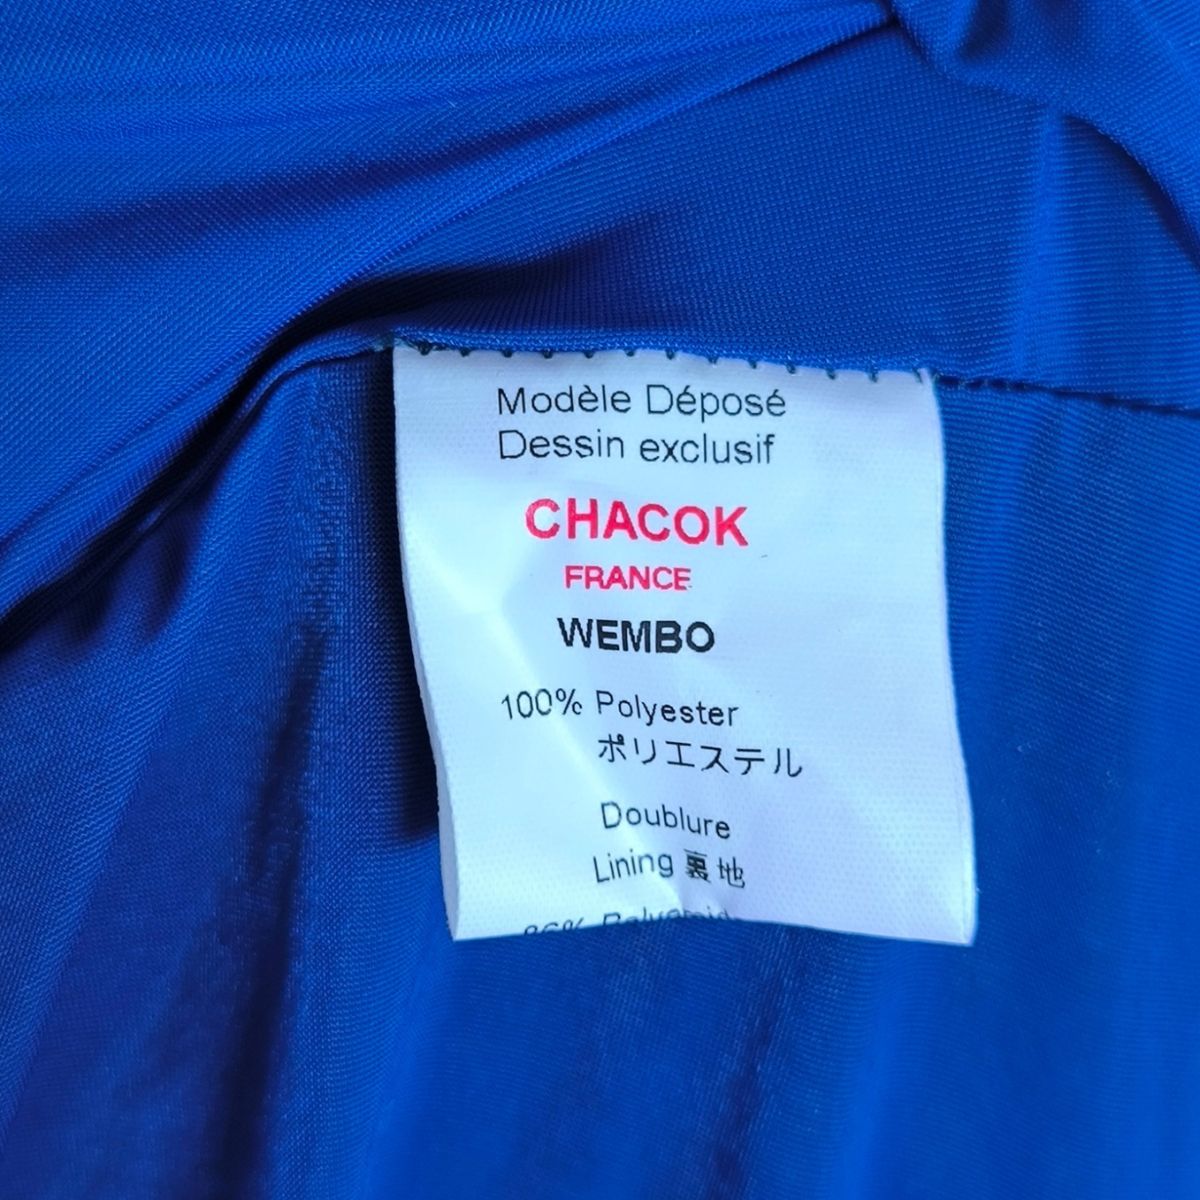 Modèle Déposé
Dessin exclusif
CHACOK
FRANCE
WEMBO
100% Polyester
ポリエステル
Doublure
Lining 裏地